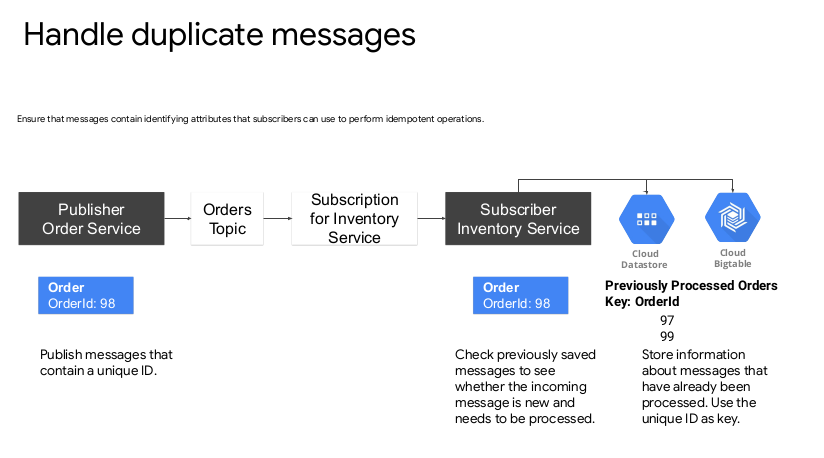 Handle duplicate messages
Ensure that messages contain identifying attributes that subscribers can use to perform idempotent operations.
Publisher
Order Service
Orders
Topic
Subscription
for Inventory
Service
Subscriber
Inventory Service
Cloud
Datastore
Cloud
Bigtable
Order
OrderId: 98
Order
OrderId: 98
Previously Processed Orders
Key: OrderId
97
99
Publish messages that
contain a unique ID.
Check previously saved
messages to see
whether the incoming
message is new and
needs to be processed.
Store information
about messages that
have already been
processed. Use the
unique ID as key.